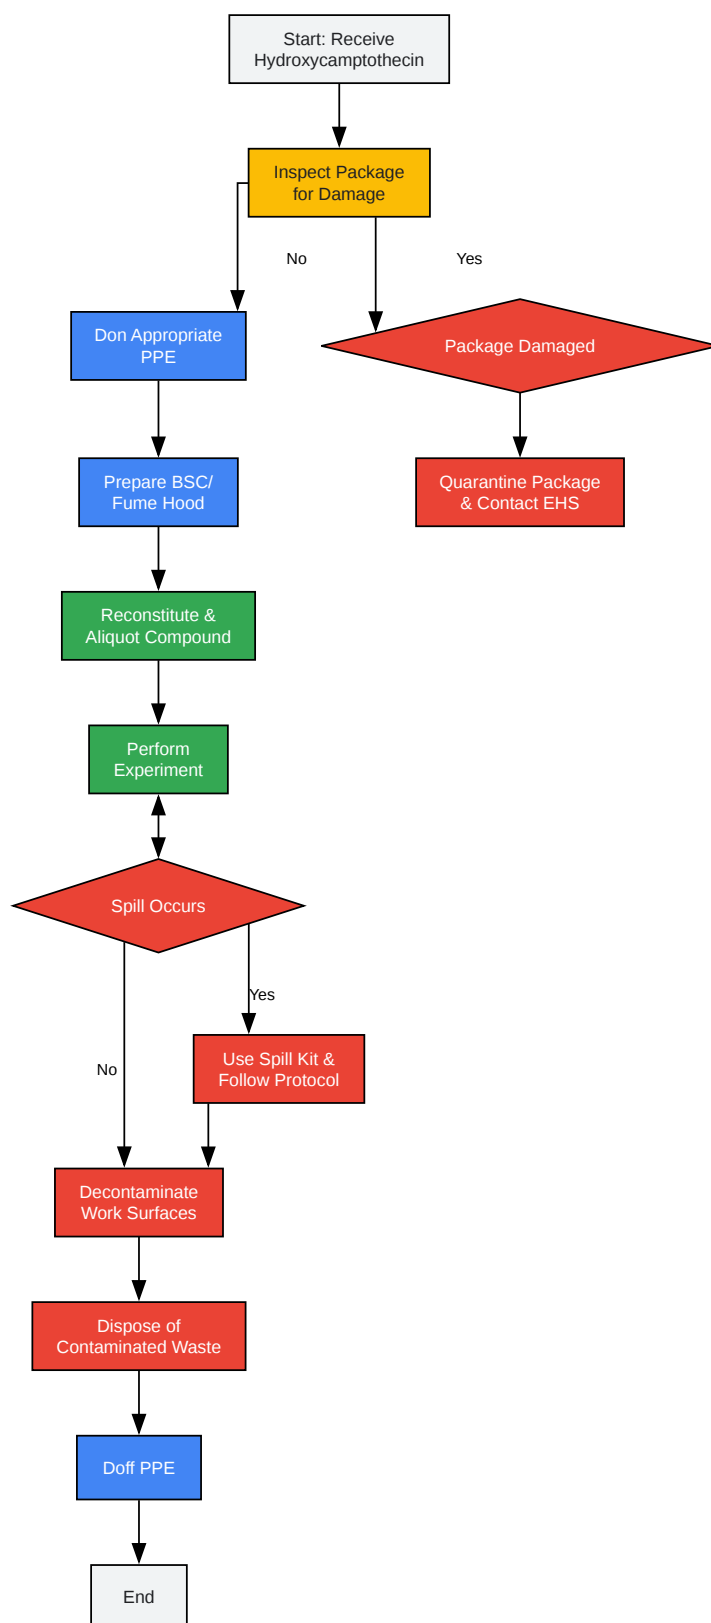 Start: Receive
Hydroxycamptothecin
Inspect Package
for Damage
No
Yes
Don Appropriate
PPE
Package Damaged
Prepare BSC/
Fume Hood
Quarantine Package
& Contact EHS
Reconstitute &
Aliquot Compound
Perform
Experiment
Spill Occurs
Yes
Use Spill Kit &
Follow Protocol
No
Decontaminate
Work Surfaces
Dispose of
Contaminated Waste
Doff PPE
End